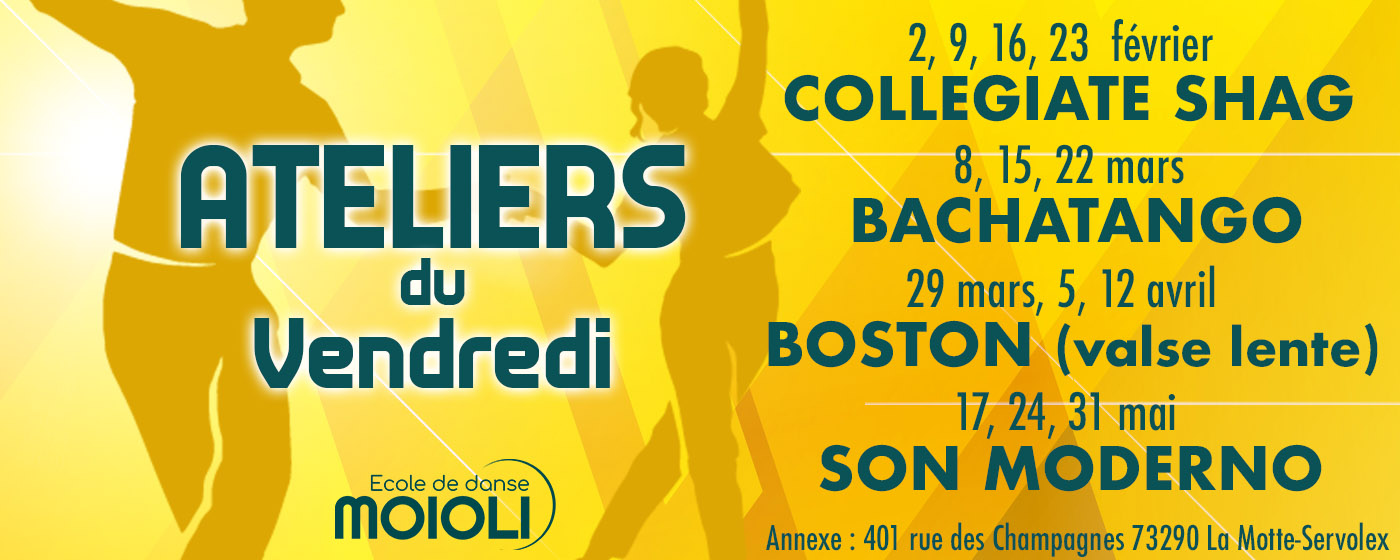 ATELIERS
du
Vendredi
Ecole de danse
MOIOLI
2, 9, 16, 23 février
COLLEGIATE SHAG
8, 15, 22 mars
BACHATANGO
29 mars, 5, 12 avril
BOSTON (valse lente)
17, 24, 31 mai
SON MODERNO
Annexe : 401 rue des Champagnes 73290 La Motte-Servolex